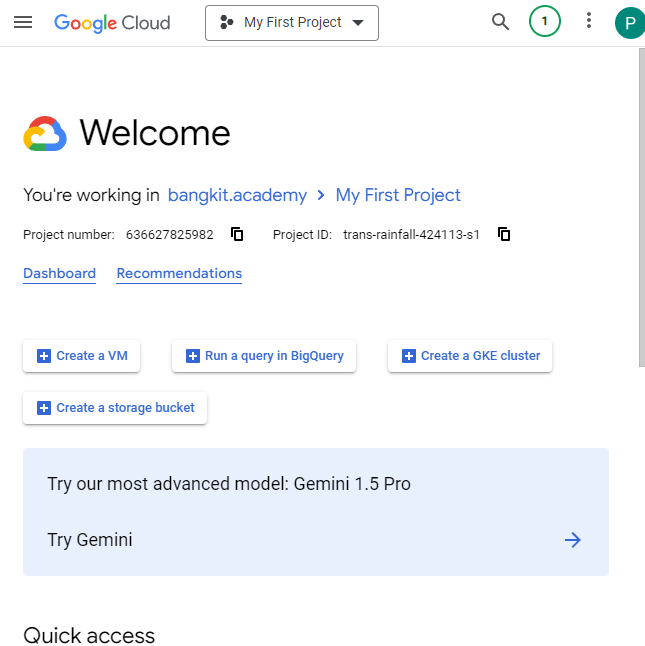 Google Cloud My First Project 1 P
Welcome
You're working in bangkit.academy > My First Project
Project number: 636627825982 Project ID: trans-rainfall-424113-s1
Dashboard Recommendations
Create a VM Run a query in BigQuery Create a GKE cluster
Create a storage bucket
Try our most advanced model: Gemini 1.5 Pro
Try Gemini
Quick access